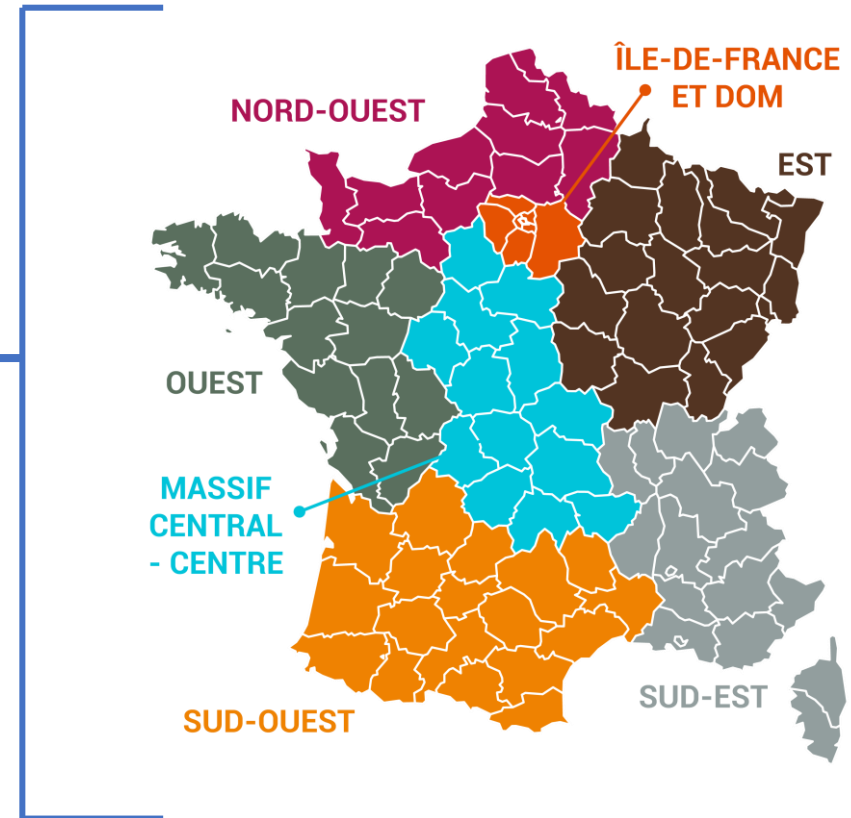 ÎLE-DE-FRANCE
ET DOM
NORD-OUEST
EST
OUEST
MASSIF
CENTRAL
- CENTRE
SUD-EST
SUD-OUEST